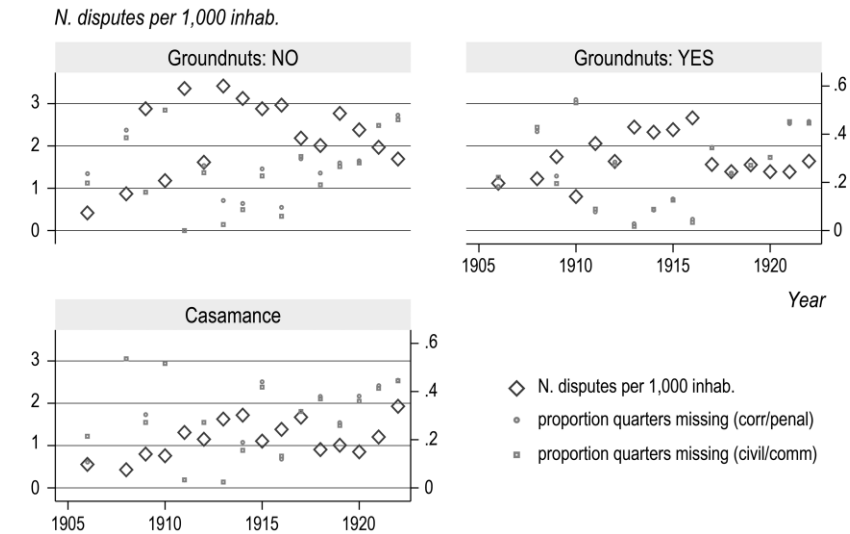 N. disputes per 1,000 inhab.
Groundnuts: NO
Groundnuts: YES
3
2
1
0
.6
.4
.2
0
1905 1910 1915 1920
Year
Casamance
3
2
1
0
.6
.4
.2
0
1905 1910 1915 1920
N. disputes per 1,000 inhab.
proportion quarters missing (corr/penal)
proportion quarters missing (civil/comm)